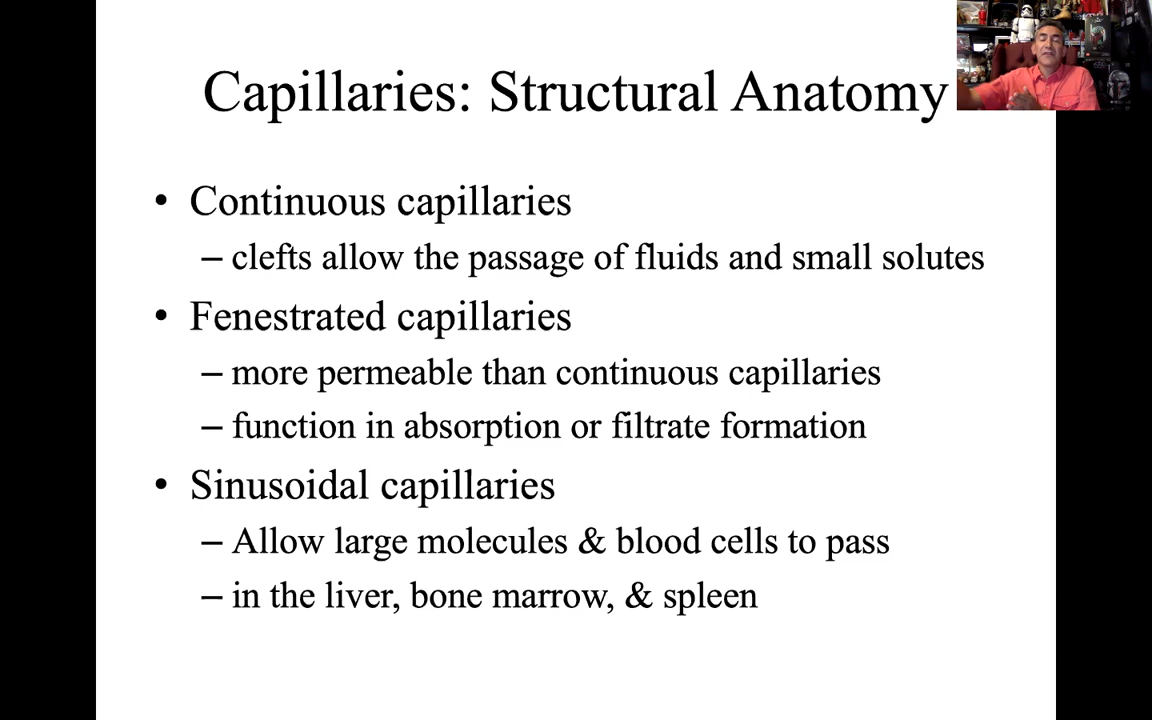 Capillaries: Structural Anatomy
• Continuous capillaries
– clefts allow the passage of fluids and small solutes
• Fenestrated capillaries
– more permeable than continuous capillaries
– function in absorption or filtrate formation
• Sinusoidal capillaries
– Allow large molecules & blood cells to pass
– in the liver, bone marrow, & spleen